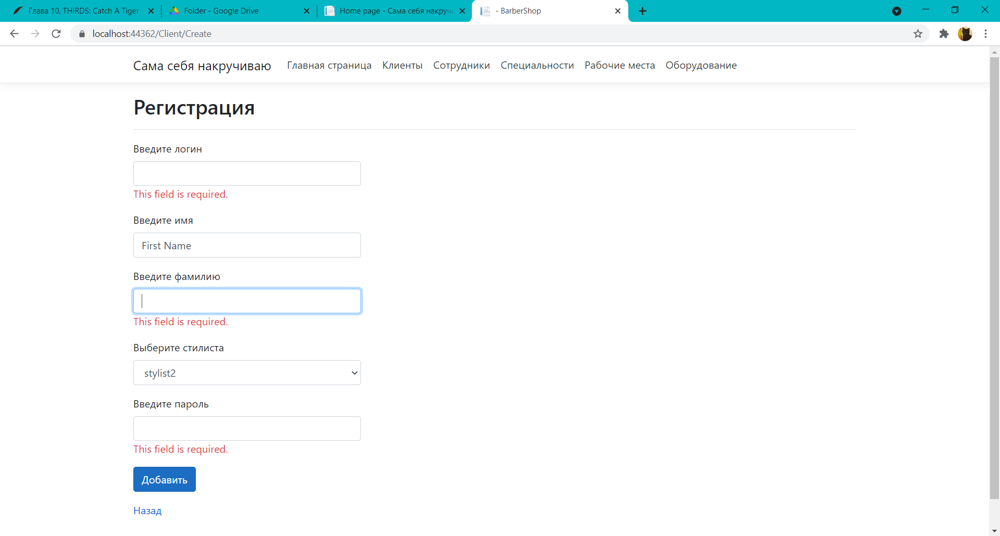 Глава 10, THIRDS: Catch A Tiger
Folder - Google Drive
Home page - Сама себя накручи
- BarberShop
localhost:44362/Client/Create
Сама себя накручиваю
Главная страница
Клиенты
Сотрудники
Специальности
Рабочие места
Оборудование
Регистрация
Введите логин
This field is required.
Введите имя
First Name
Введите фамилию
This field is required.
Выберите стилиста
stylist2
Введите пароль
This field is required.
Добавить
Назад